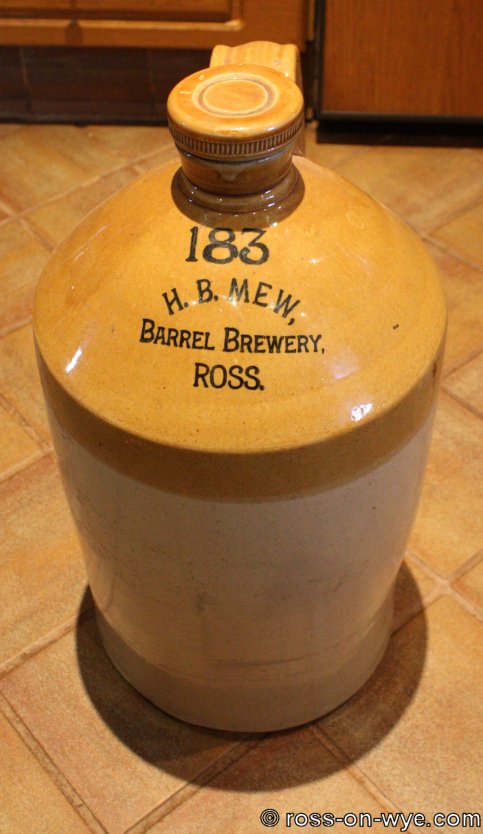 183
H. B. MEW,
BARREL BREWERY,
ROSS.
© ross-on-wye.com